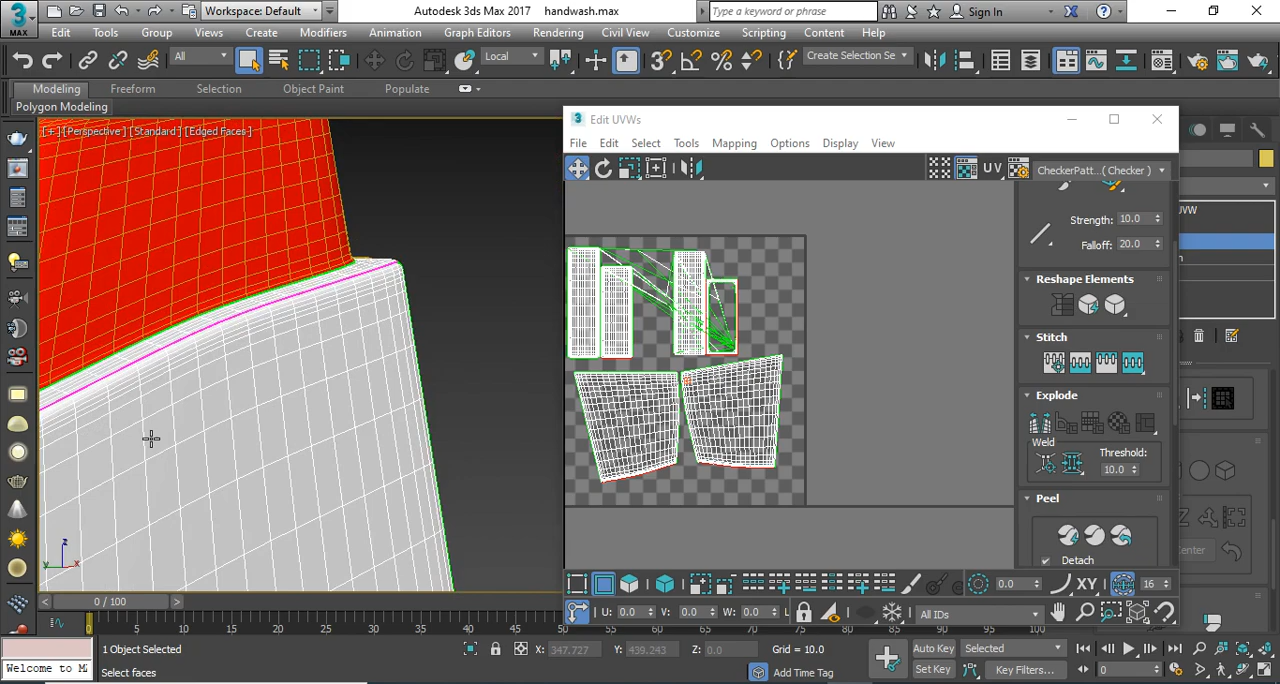 Workspace: Default
Autodesk 3ds Max 2017 handwash.max
Type a keyword or phrase
Sign In
MAX
Edit Tools Group Views Create Modifiers Animation Graph Editors Rendering Civil View Customize Scripting Content Help
All
Local
Create Selection Se
Modeling Freeform Selection Object Paint Populate
Polygon Modeling
[+] [Perspective] [Standard] [Edged Faces]
Edit UVWs
File Edit Select Tools Mapping Options Display View
UV
CheckerPatt...( Checker )
Strength: 10.0
Falloff: 20.0
Reshape Elements
Stitch
Explode
Weld
Threshold:
10.0
Peel
Detach
UVW
enter
z
y
x
0.0
XY
16
U: 0.0 V: 0.0 W: 0.0 L
All IDs
< 0 / 100 >
0 5 10 15 20 25 30 35 40 45 50 55 60 65 70 75 80 85 90 95 100
1 Object Selected
X: 347.727 Y: 439.243 Z: 0.0 Grid = 10.0
Auto Key Selected
Welcome to M
Select faces
Add Time Tag
Set Key Key Filters...
0